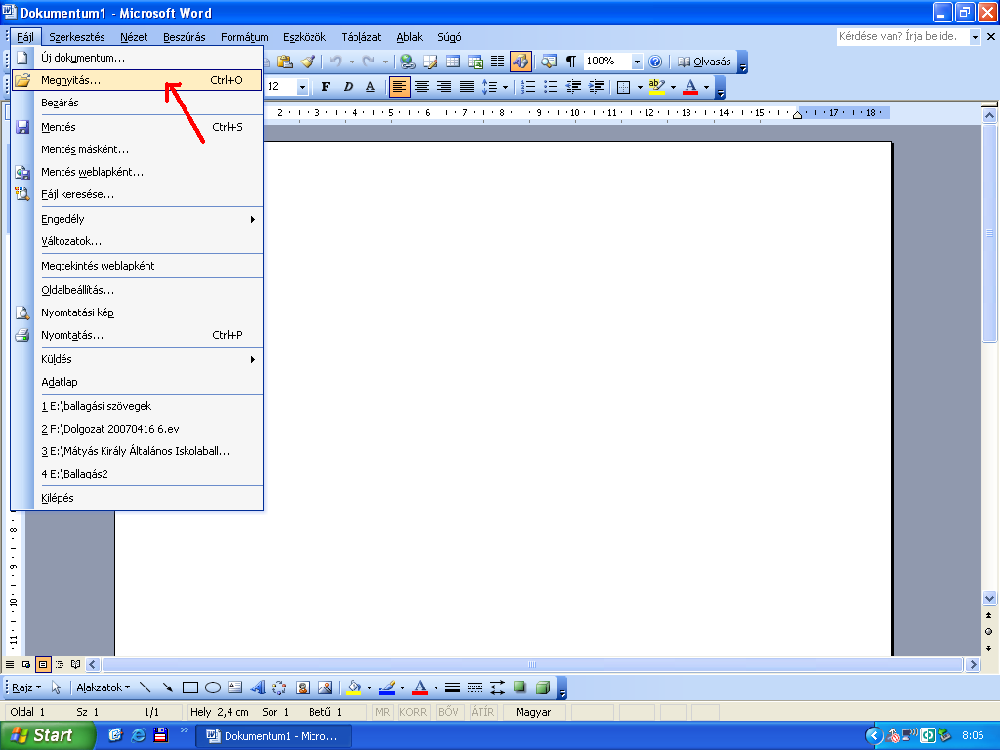 Dokumentum1 - Microsoft Word
Fájl Szerkesztés Nézet Beszúrás Formátum Eszközök Táblázat Ablak Súgó Kérdése van? Írja be ide.
12 F D A 100% Olvasás
Új dokumentum...
Megnyitás... Ctrl+O
Bezárás
Mentés Ctrl+S
Mentés másként...
Mentés weblapként...
Fájl keresése...
Engedély
Változatok...
Megtekintés weblapként
Oldalbeállítás...
Nyomtatási kép
Nyomtatás... Ctrl+P
Küldés
Adatlap
1 E:\ballagási szövegek
2 F:\Dolgozat 20070416 6.ev
3 E:\Mátyás Király Általános Iskolaball...
4 E:\Ballagás2
Kilépés
2 3 4 5 6 7 8 9 10 11 12 13 14 15 17 18
8
9
10
11
Rajz Alakzatok
Oldal 1 Sz 1 1/1 Hely 2,4 cm Sor 1 Betű 1 MR KORR BŐV ÁTÍR Magyar
Start Dokumentum1 - Micro... 8:06